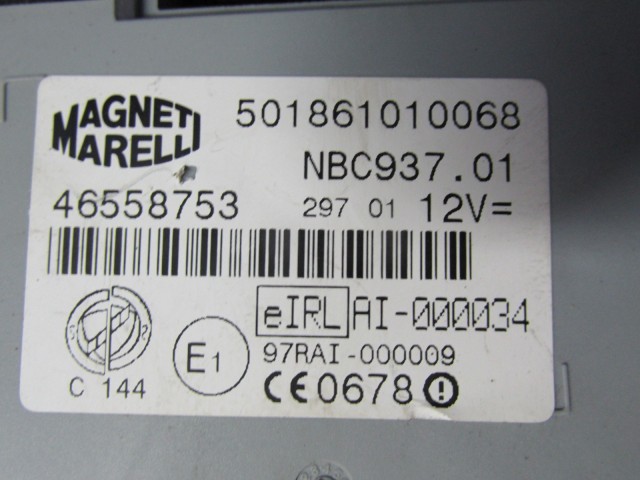 MAGNETI
MARELLI
501861010068
NBC937.01
46558753
297 01 12V=
eIRL AI-000034
97RAI-000009
E1
C 144
CE0678